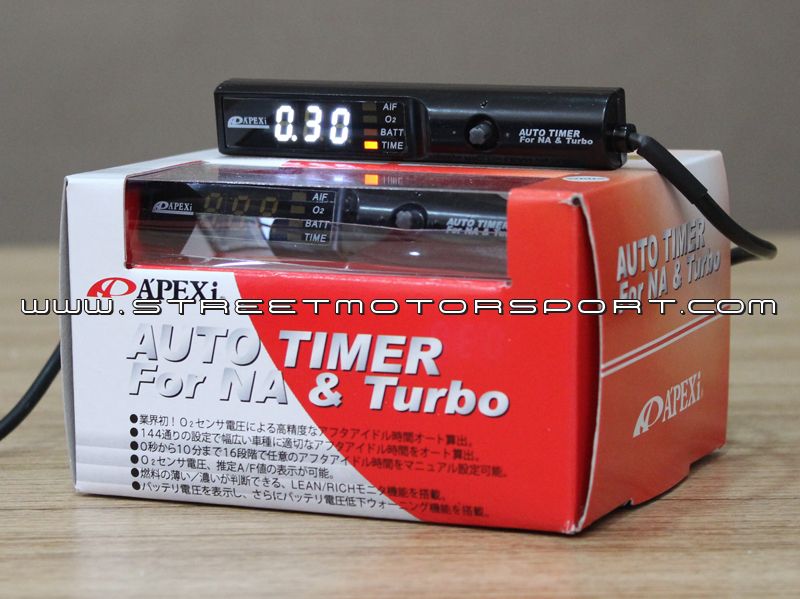 A'PEXi
0.30
A/F
O2
BATT
TIME
AUTO TIMER
For NA & Turbo
A'PEXi
A/F
O2
BATT
TIME
AUTO TIMER
For NA & Turbo
A'PEXi
www.streetmotorsport.com
AUTO TIMER
For NA & Turbo
●業界初!O2センサ電圧による高精度なアフタアイドル時間オート算出。
●144通りの設定で幅広い車種に適切なアフタアイドル時間をオート算出。
●0秒から10分まで16段階で任意のアフタアイドル時間をマニュアル設定可能。
●O2センサ電圧、推定A/F値の表示が可能。
●燃料の薄い/濃いが判断できる、LEAN/RICHモニタ機能を搭載。
●バッテリ電圧を表示し、さらにバッテリ電圧低下ウォーニング機能を搭載。
AUTO TIMER
For NA & Turbo
A'PEXi